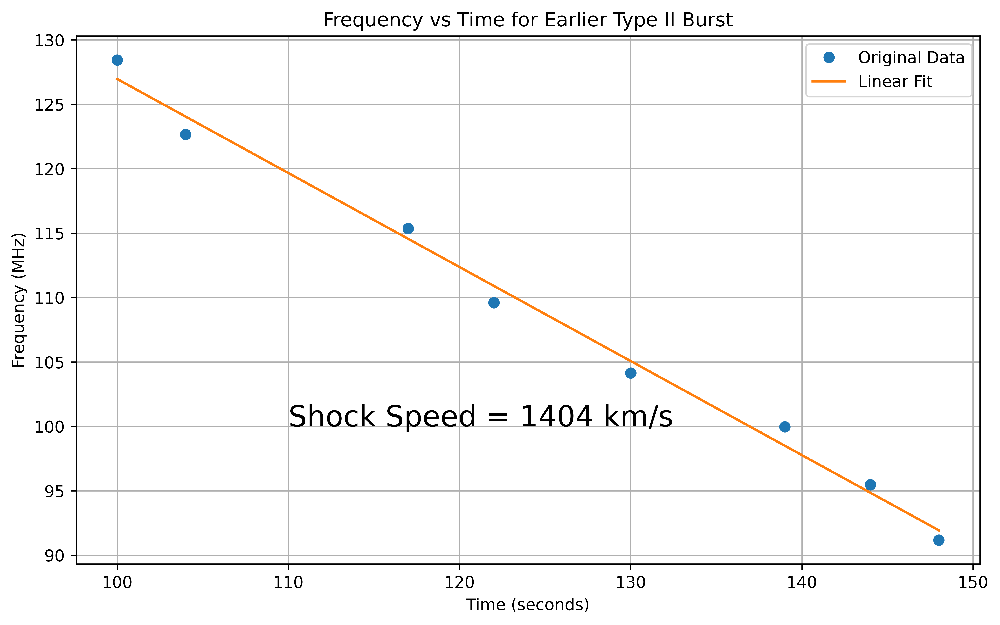 Frequency vs Time for Earlier Type II Burst
Original Data
Linear Fit
130
125
120
115
110
105
100
95
90
Frequency (MHz)
Shock Speed = 1404 km/s
100 110 120 130 140 150
Time (seconds)